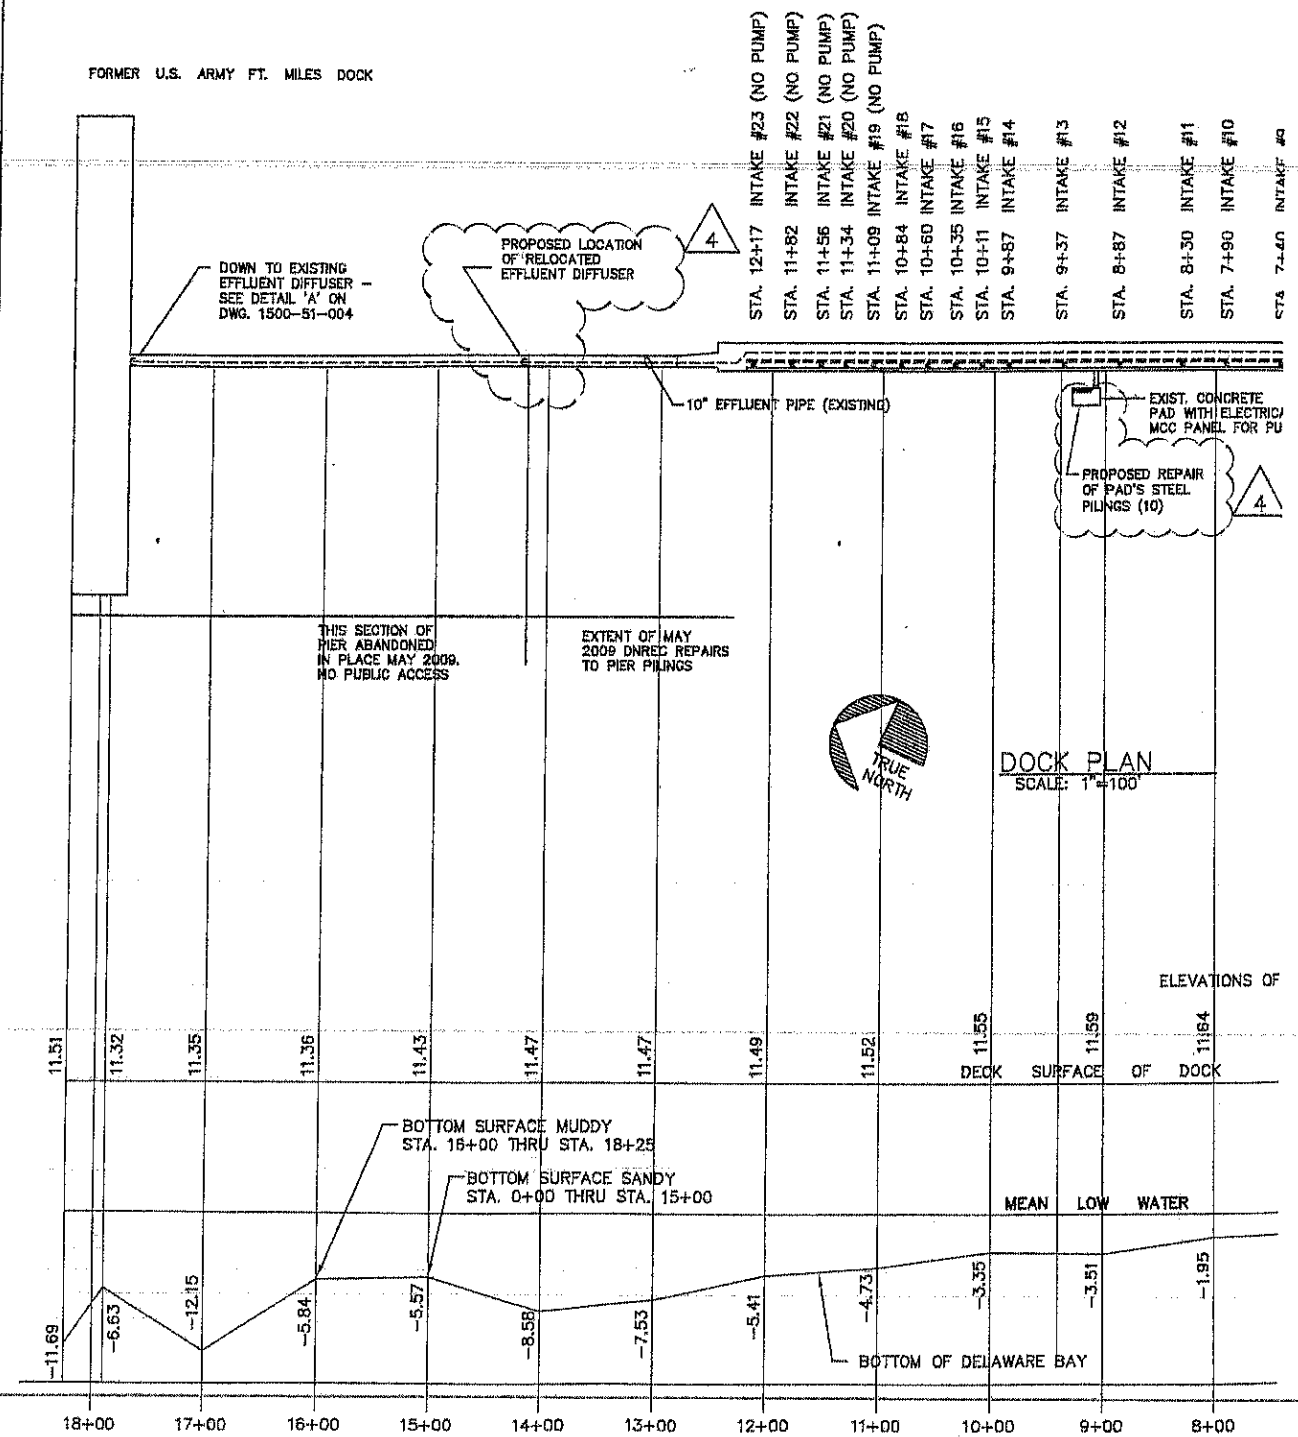 FORMER U.S. ARMY FT. MILES DOCK
STA. 12+17 INTAKE #23 (NO PUMP)
STA. 11+82 INTAKE #22 (NO PUMP)
STA. 11+56 INTAKE #21 (NO PUMP)
STA. 11+34 INTAKE #20 (NO PUMP)
STA. 11+09 INTAKE #19 (NO PUMP)
STA. 10+84 INTAKE #18
STA. 10+60 INTAKE #17
STA. 10+35 INTAKE #16
STA. 10+11 INTAKE #15
STA. 9+87 INTAKE #14
STA. 9+37 INTAKE #13
STA. 8+87 INTAKE #12
STA. 8+30 INTAKE #11
STA. 7+90 INTAKE #10
STA. 7+40 INTAKE #9
DOWN TO EXISTING
EFFLUENT DIFFUSER –
SEE DETAIL 'A' ON
DWG. 1500-51-004
PROPOSED LOCATION
OF RELOCATED
EFFLUENT DIFFUSER
4
10" EFFLUENT PIPE (EXISTING)
EXIST. CONCRETE
PAD WITH ELECTRIC
MCC PANEL FOR PU
PROPOSED REPAIR
OF PAD'S STEEL
PILINGS (10)
4
THIS SECTION OF
PIER ABANDONED
IN PLACE MAY 2009.
NO PUBLIC ACCESS
EXTENT OF MAY
2009 DNREC REPAIRS
TO PIER PILINGS
TRUE
NORTH
DOCK PLAN
SCALE: 1"=100'
ELEVATIONS OF
11.51
11.32
11.35
11.36
11.43
11.47
11.47
11.49
11.52
11.55
11.59
11.64
DECK SURFACE OF DOCK
BOTTOM SURFACE MUDDY
STA. 16+00 THRU STA. 18+25
BOTTOM SURFACE SANDY
STA. 0+00 THRU STA. 15+00
MEAN LOW WATER
-11.69
-6.63
-12.15
-5.84
-5.57
-8.58
-7.53
-5.41
-4.73
-3.35
-3.51
-1.95
BOTTOM OF DELAWARE BAY
18+00 17+00 16+00 15+00 14+00 13+00 12+00 11+00 10+00 9+00 8+00